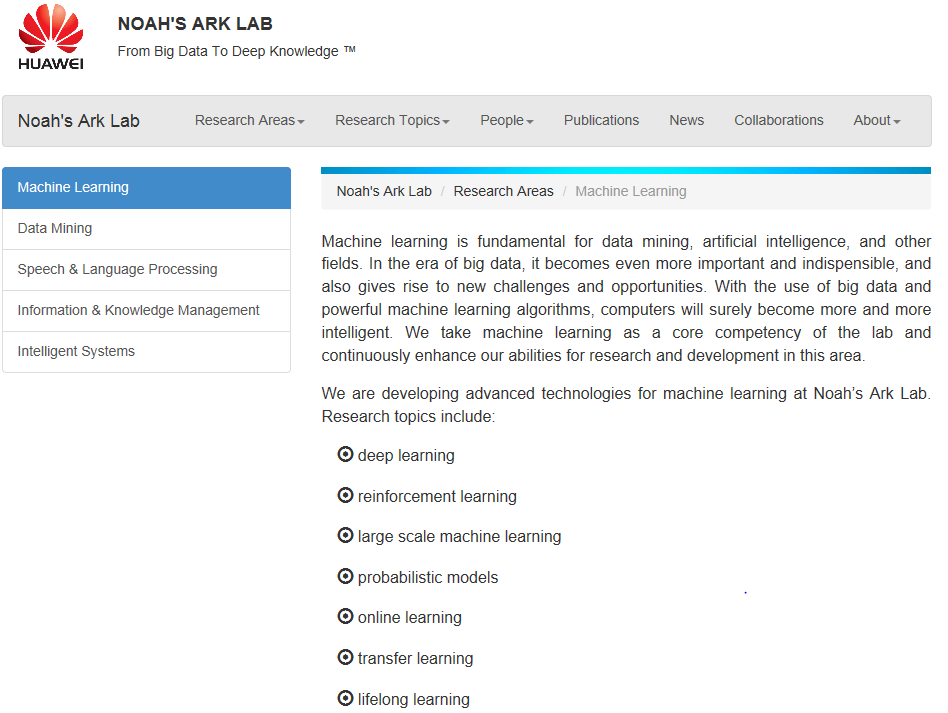 HUAWEI
NOAH'S ARK LAB
From Big Data To Deep Knowledge ™
Noah's Ark Lab Research Areas Research Topics People Publications News Collaborations About
Machine Learning
Data Mining
Speech & Language Processing
Information & Knowledge Management
Intelligent Systems
Noah's Ark Lab / Research Areas / Machine Learning
Machine learning is fundamental for data mining, artificial intelligence, and other
fields. In the era of big data, it becomes even more important and indispensible, and
also gives rise to new challenges and opportunities. With the use of big data and
powerful machine learning algorithms, computers will surely become more and more
intelligent. We take machine learning as a core competency of the lab and
continuously enhance our abilities for research and development in this area.
We are developing advanced technologies for machine learning at Noah’s Ark Lab.
Research topics include:
deep learning
reinforcement learning
large scale machine learning
probabilistic models
online learning
transfer learning
lifelong learning